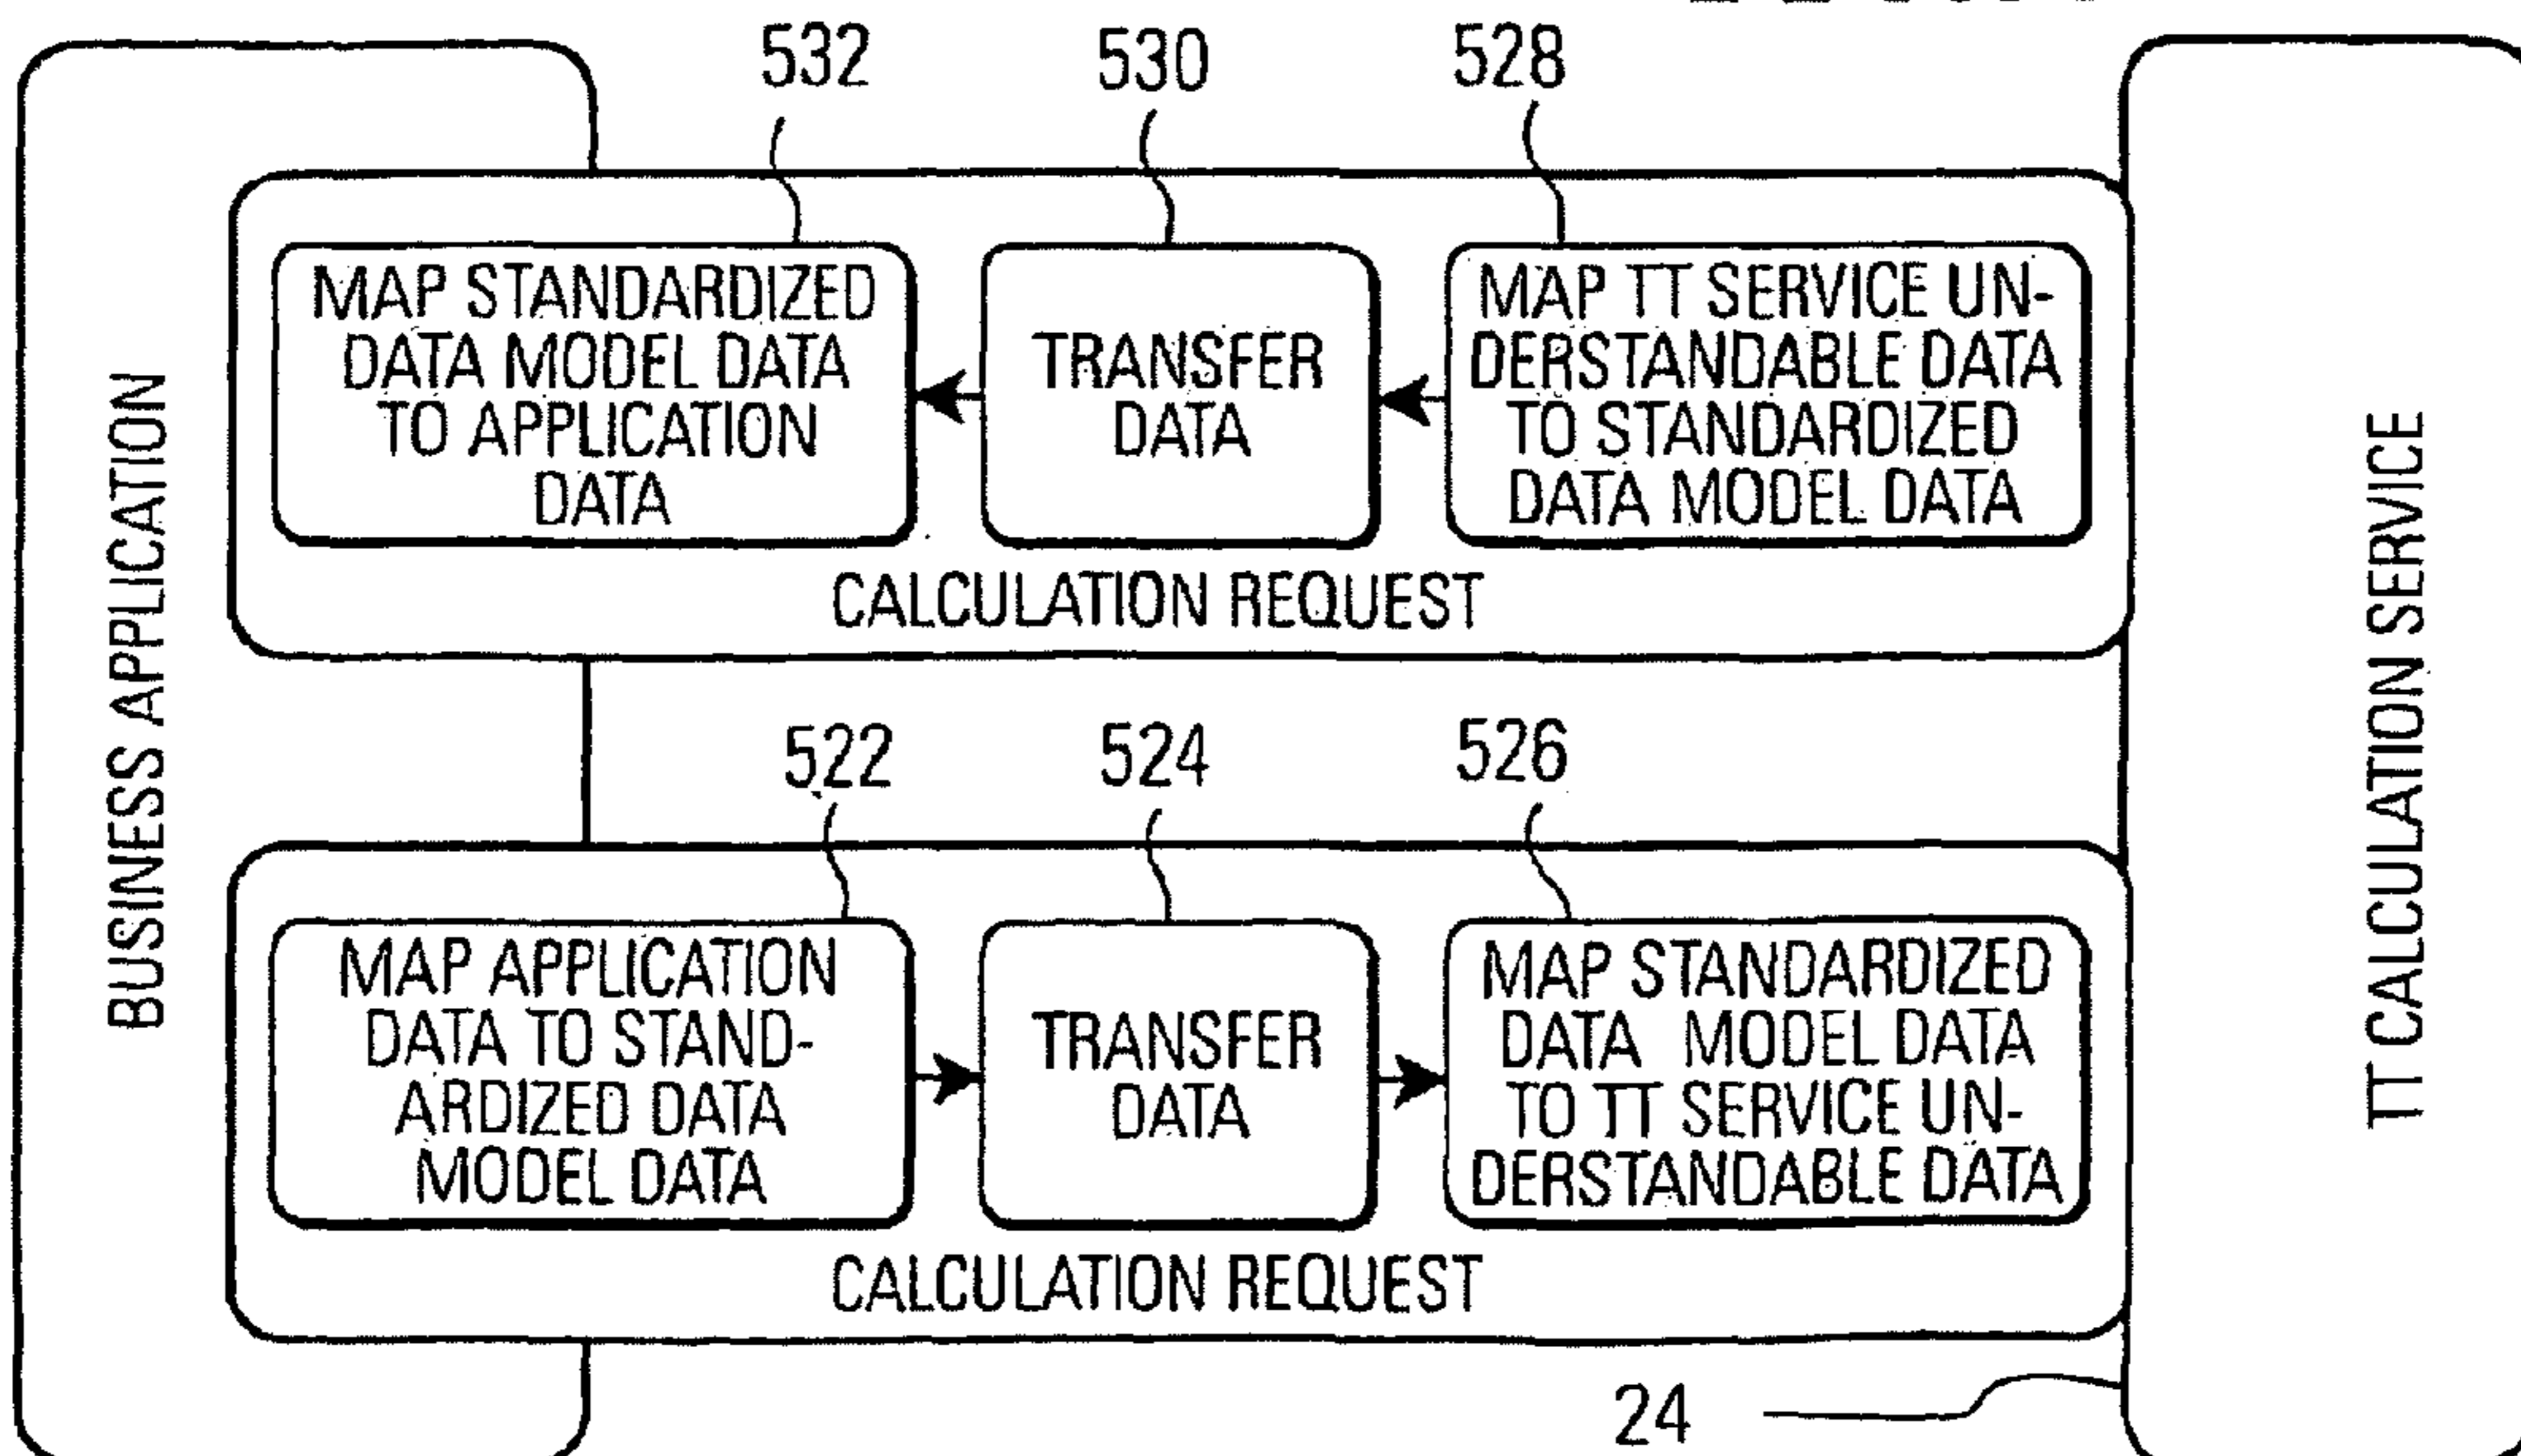 532
530
528
MAP STANDARDIZED
DATA MODEL DATA
TO APPLICATION
DATA
TRANSFER
DATA
MAP TT SERVICE UN-
DERSTANDABLE DATA
TO STANDARDIZED
DATA MODEL DATA
CALCULATION REQUEST
BUSINESS APPLICATION
TT CALCULATION SERVICE
522
524
526
MAP APPLICATION
DATA TO STAND-
ARDIZED DATA
MODEL DATA
TRANSFER
DATA
MAP STANDARDIZED
DATA MODEL DATA
TO TT SERVICE UN-
DERSTANDABLE DATA
CALCULATION REQUEST
24